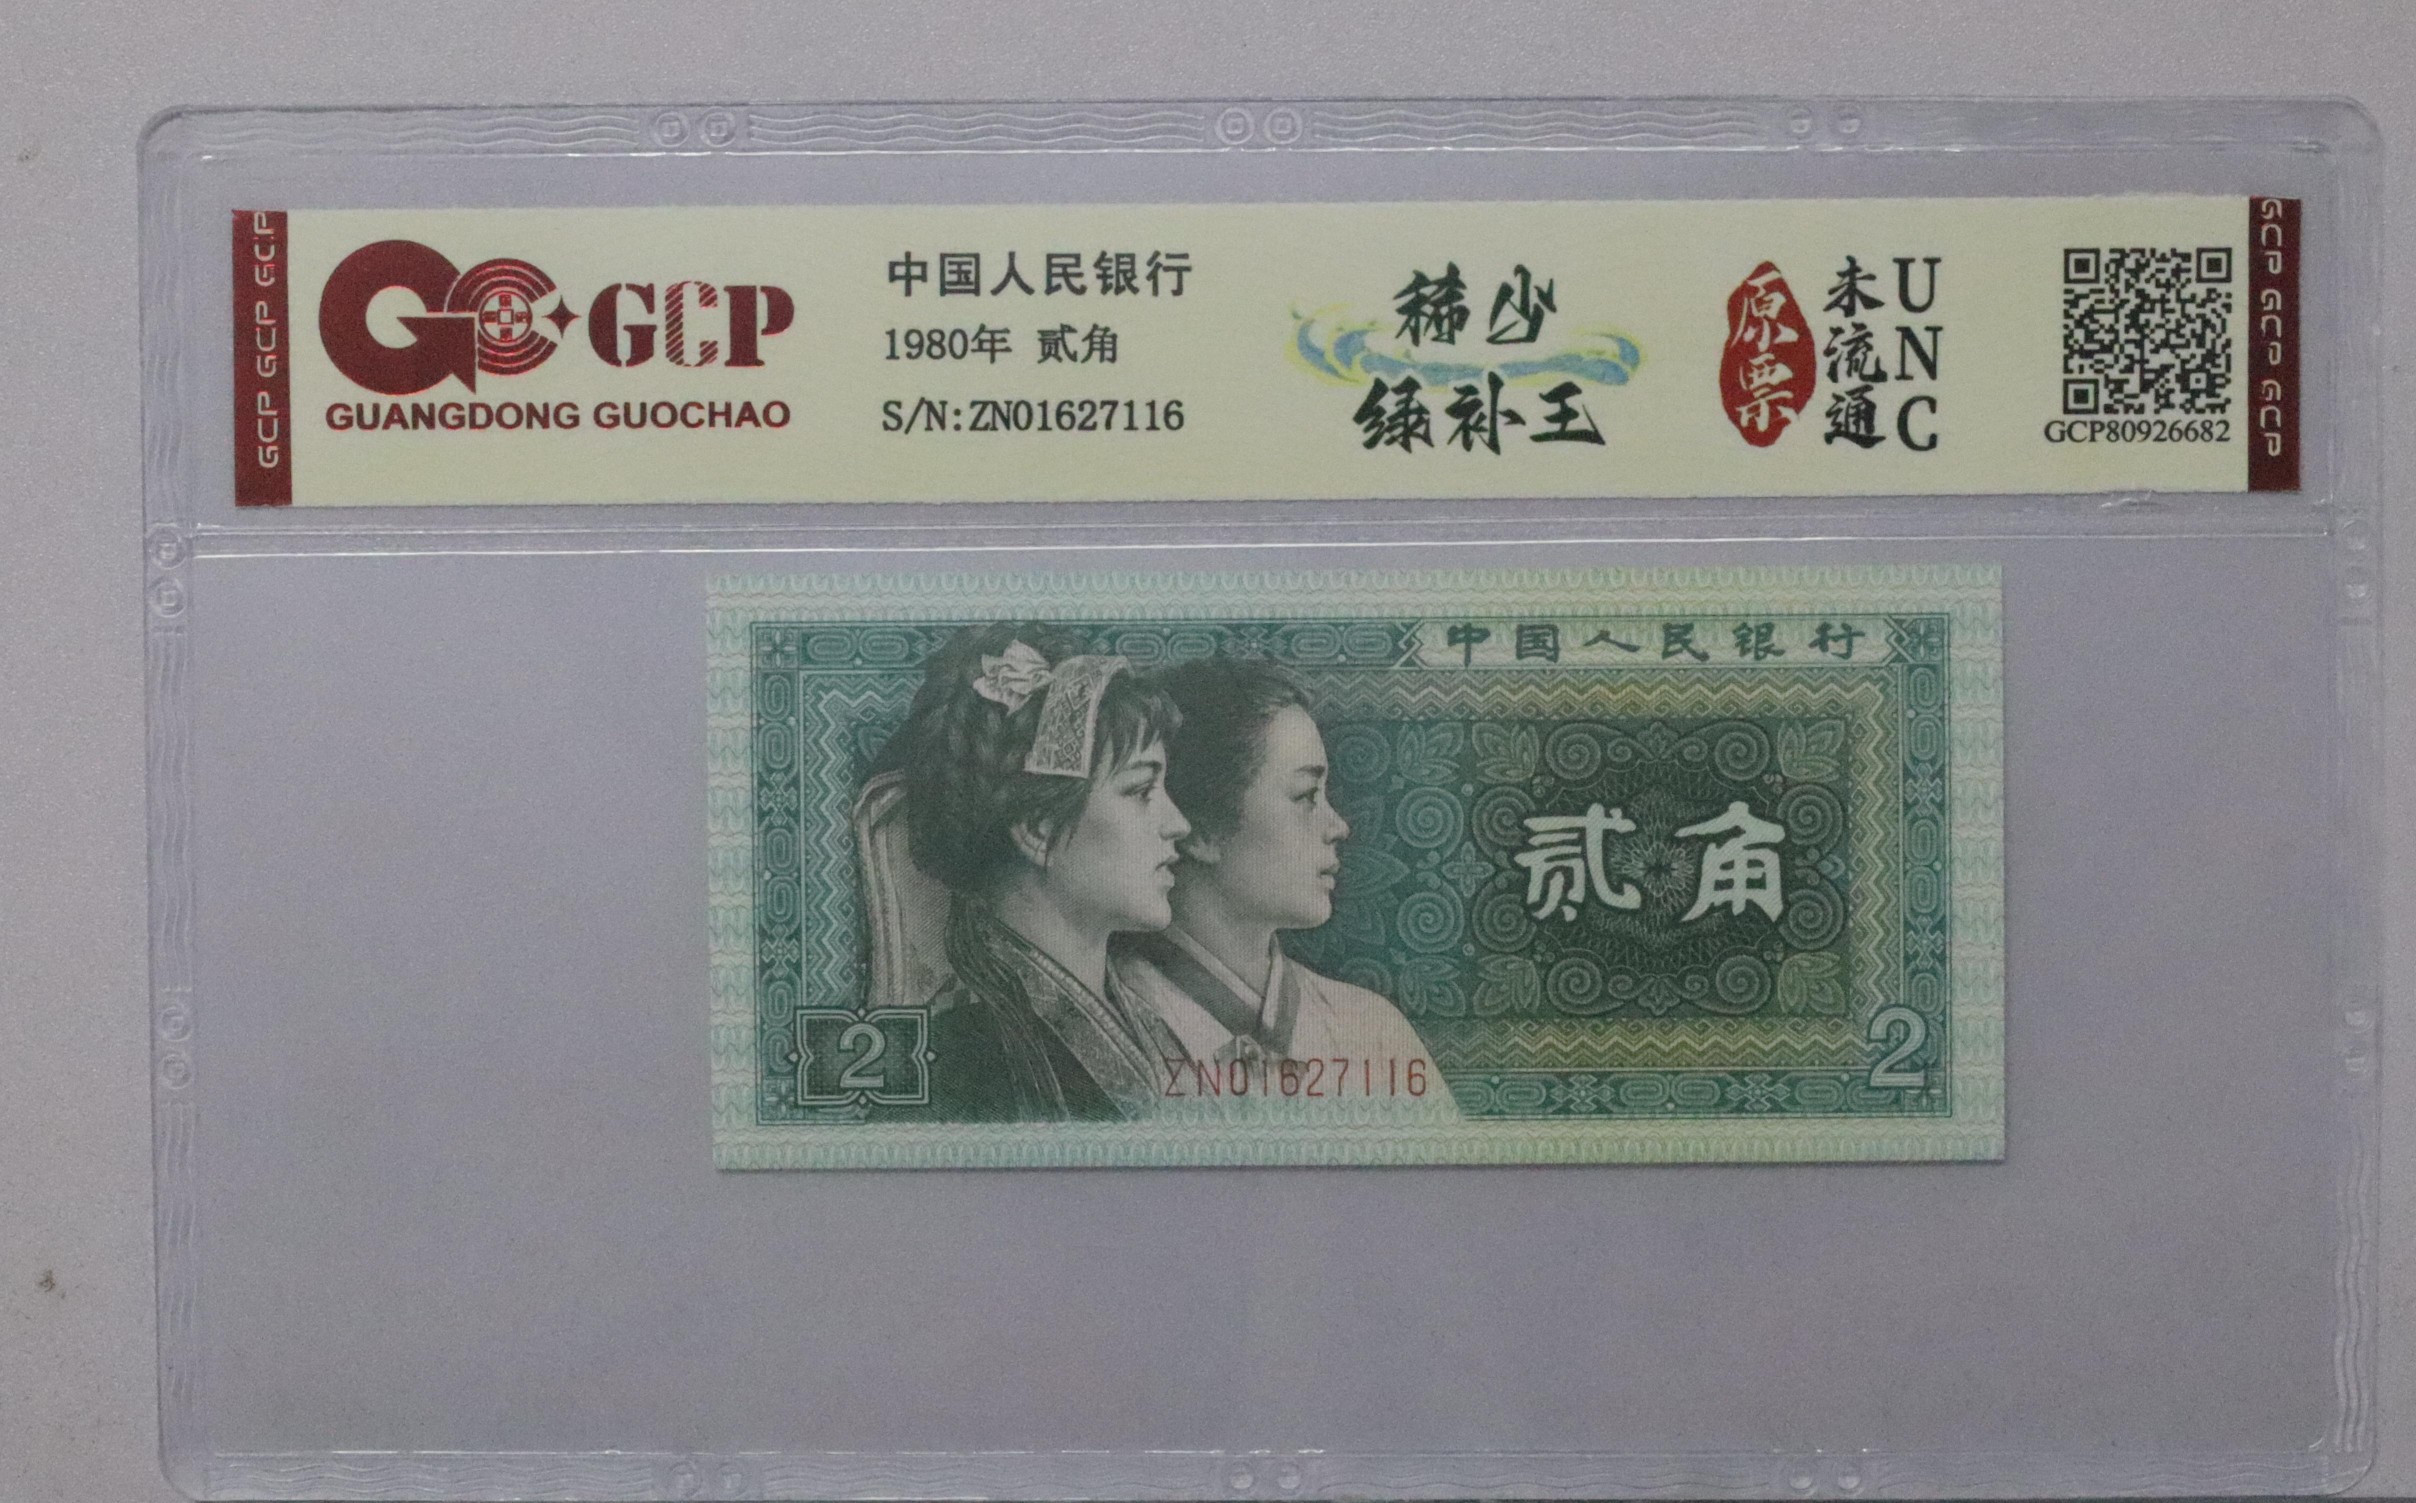 GCP GCP GCP
GCP
GUANGDONG GUOCHAO
中国人民银行
1980年 贰角
S/N:ZN01627116
稀少
绿补王
原票
未流通
UNC
GCP80926682
GCP GCP GCP
中国人民银行
贰角
2
ZN01627116
2